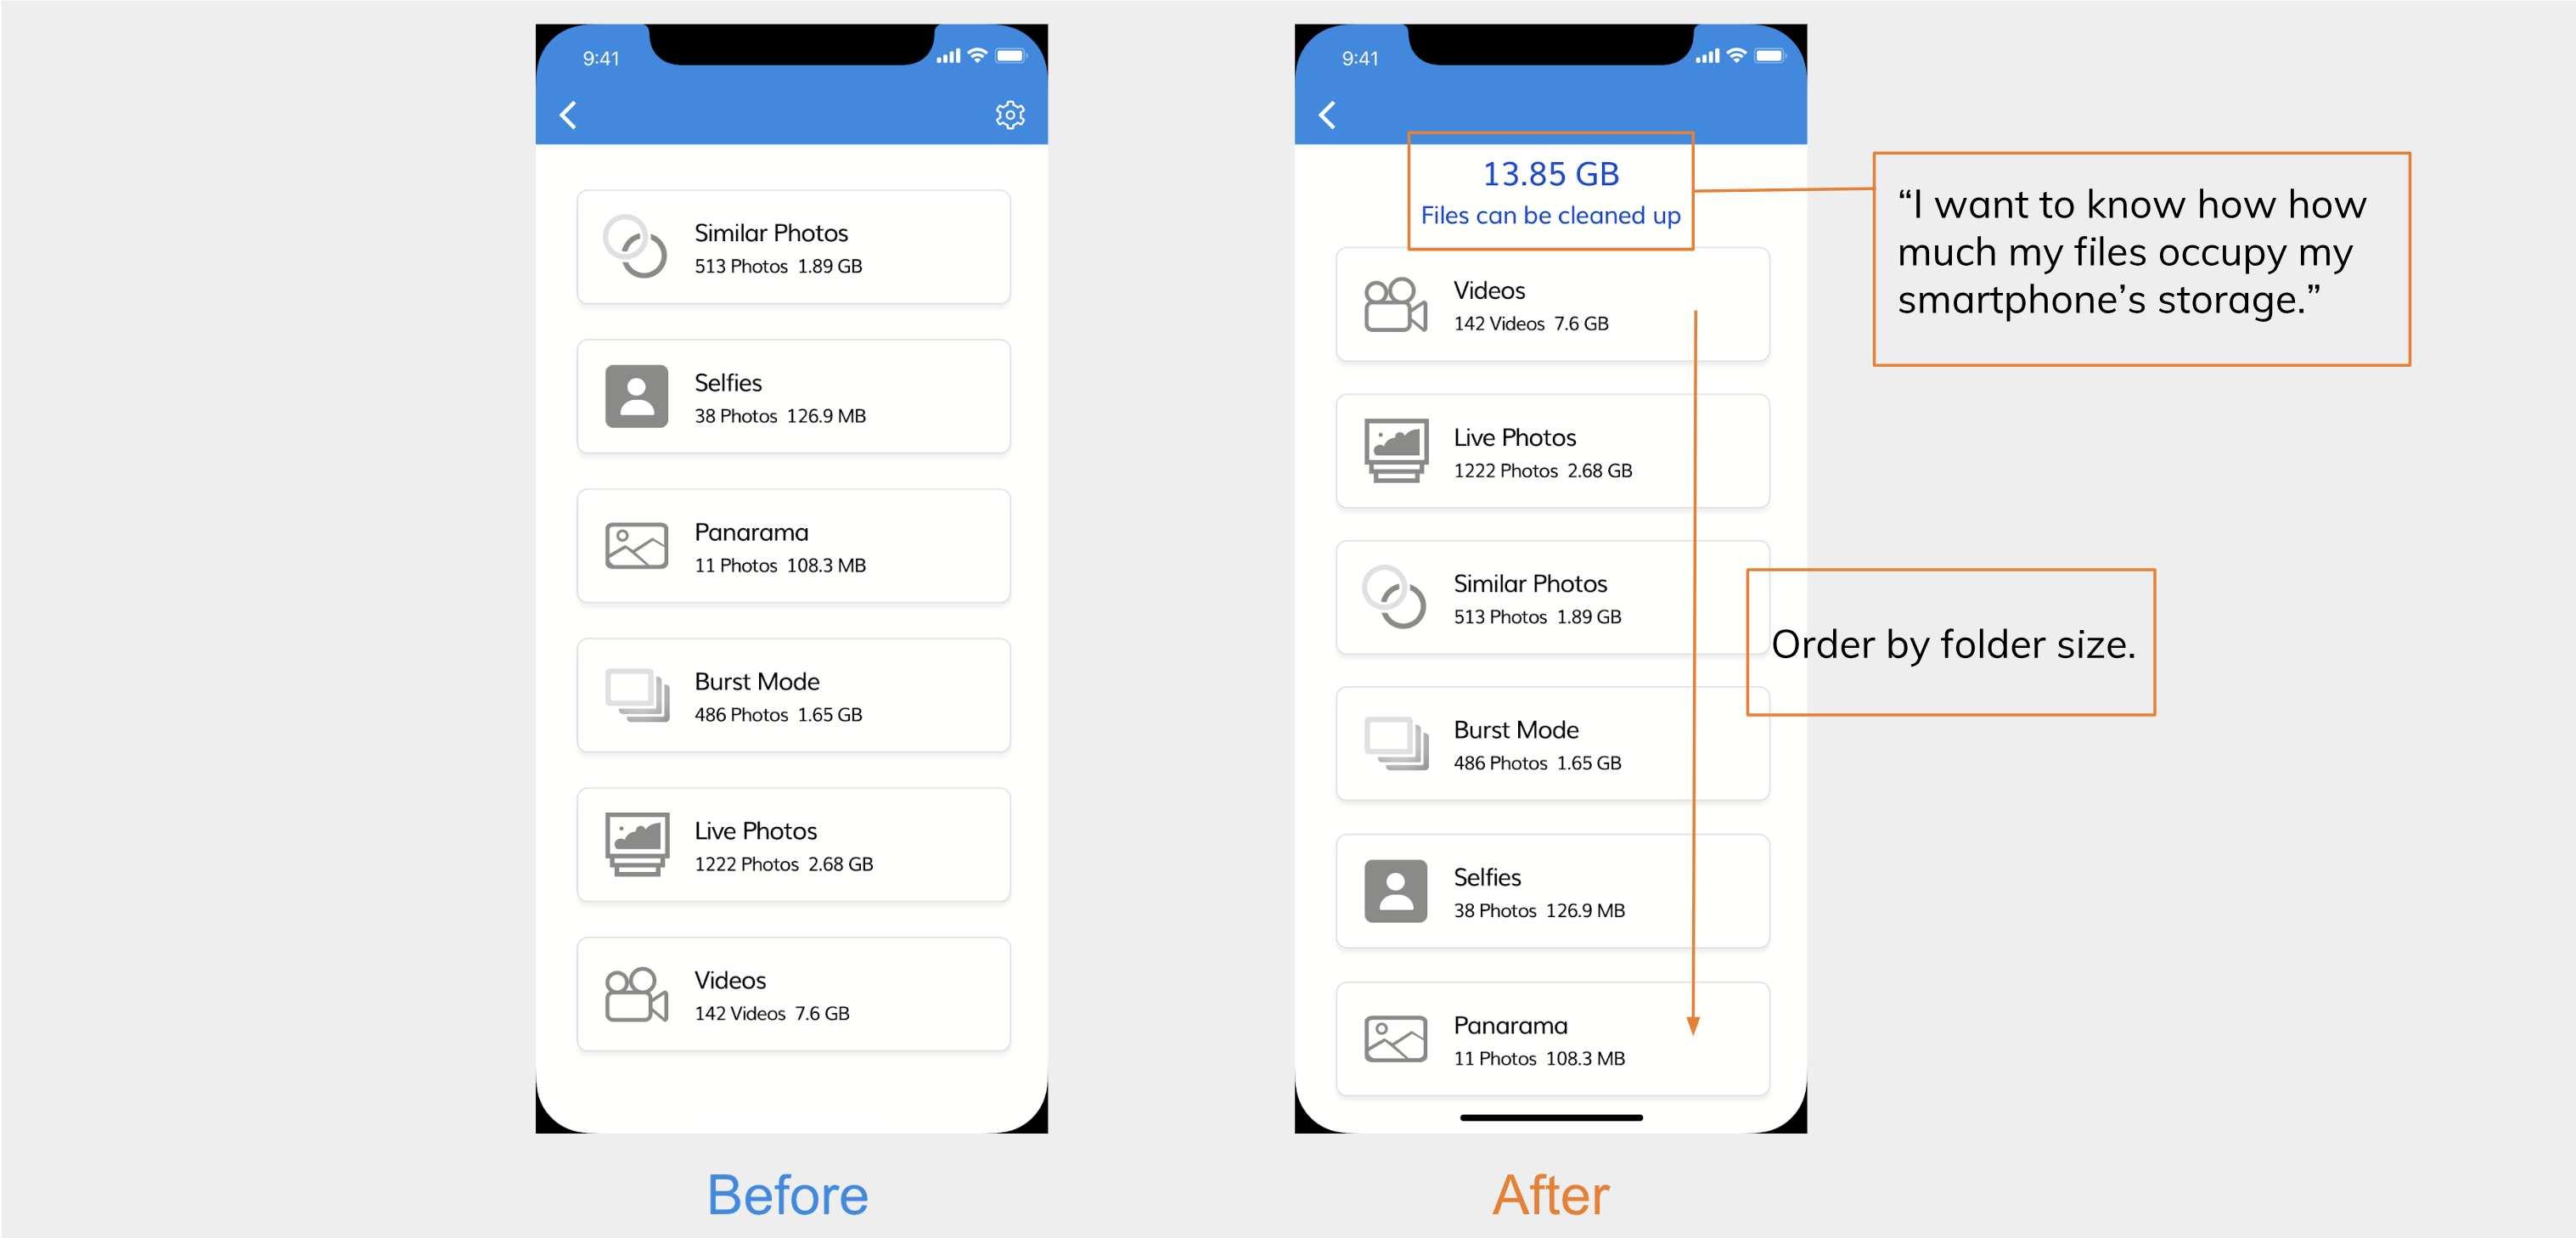 9:41
Similar Photos
513 Photos 1.89 GB
Selfies
38 Photos 126.9 MB
Panarama
11 Photos 108.3 MB
Burst Mode
486 Photos 1.65 GB
Live Photos
1222 Photos 2.68 GB
Videos
142 Videos 7.6 GB
Before
9:41
13.85 GB
Files can be cleaned up
Videos
142 Videos 7.6 GB
Live Photos
1222 Photos 2.68 GB
Similar Photos
513 Photos 1.89 GB
Burst Mode
486 Photos 1.65 GB
Selfies
38 Photos 126.9 MB
Panarama
11 Photos 108.3 MB
After
“I want to know how how
much my files occupy my
smartphone’s storage.”
Order by folder size.